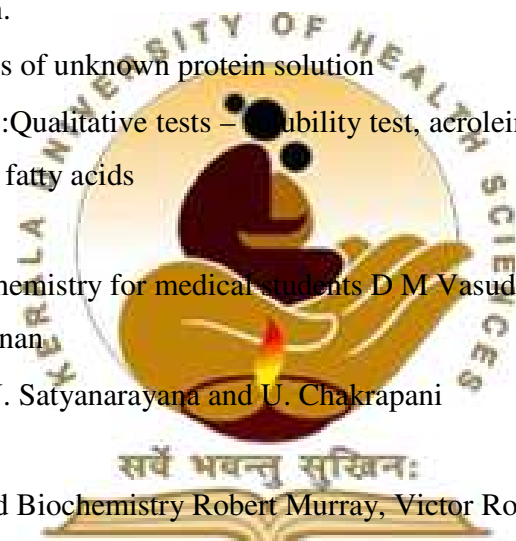 n.
s of unknown protein solution
:Qualitative tests – ubility test, acrolein
fatty acids
hemistry for medical students D M Vasud
nan
. Satyanarayana and U. Chakrapani
d Biochemistry Robert Murray, Victor Ro
KERALA UNIVERSITY OF HEALTH SCIENCES
सर्वे भवन्तु सुखिनः